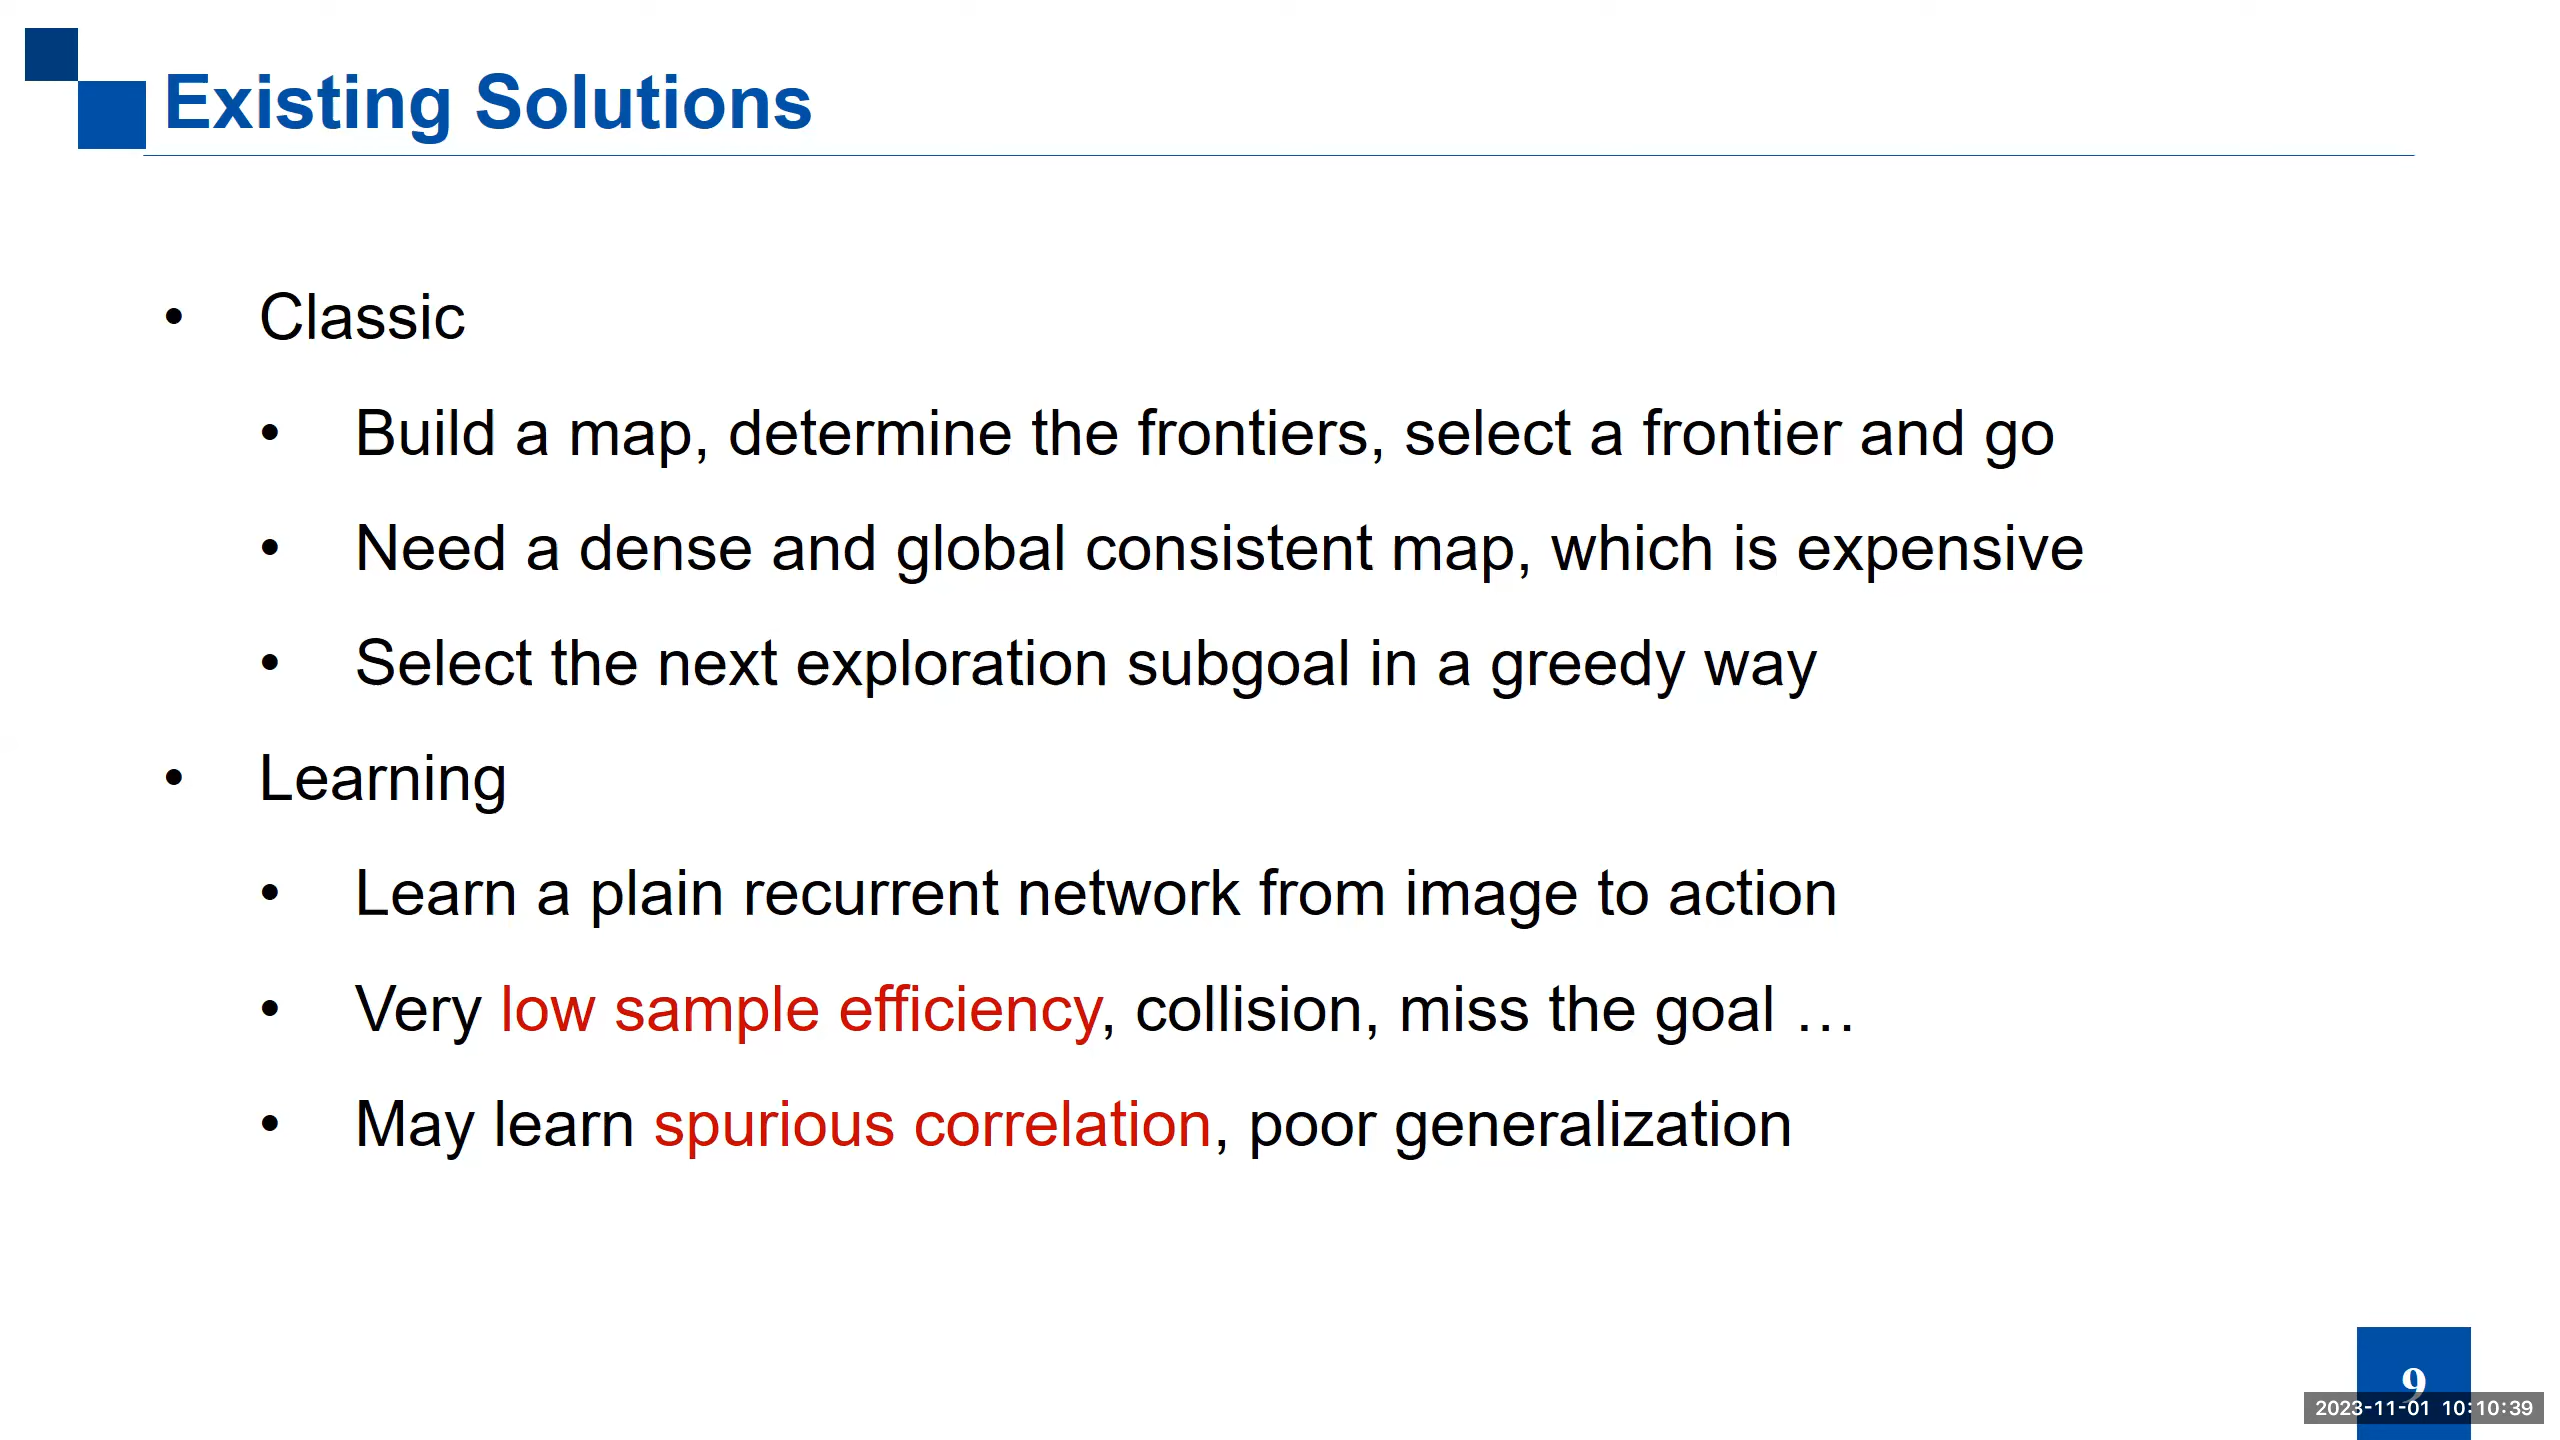 Existing Solutions
• Classic
• Build a map, determine the frontiers, select a frontier and go
• Need a dense and global consistent map, which is expensive
• Select the next exploration subgoal in a greedy way
• Learning
• Learn a plain recurrent network from image to action
• Very low sample efficiency, collision, miss the goal …
• May learn spurious correlation, poor generalization
9
2023-11-01 10:10:39